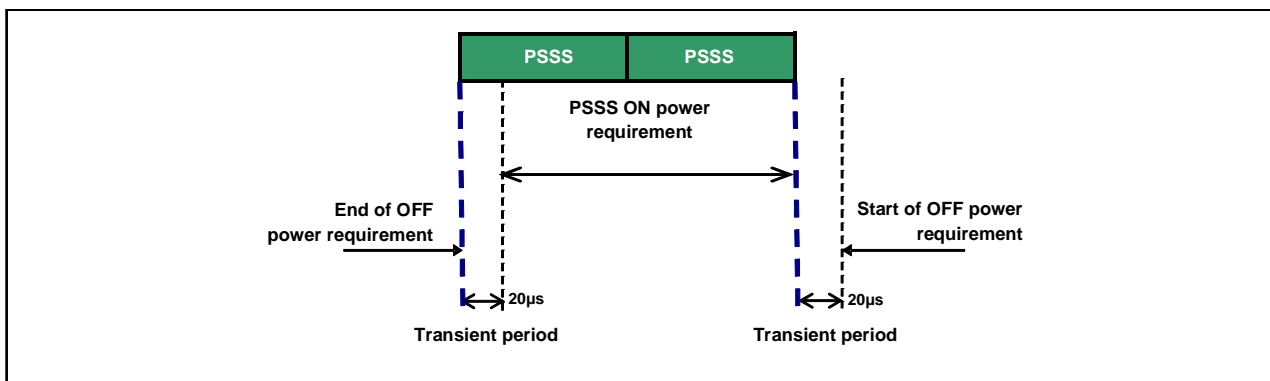 PSSS PSSS
PSSS ON power
requirement
End of OFF
power requirement
Start of OFF power
requirement
20µs
20µs
Transient period
Transient period